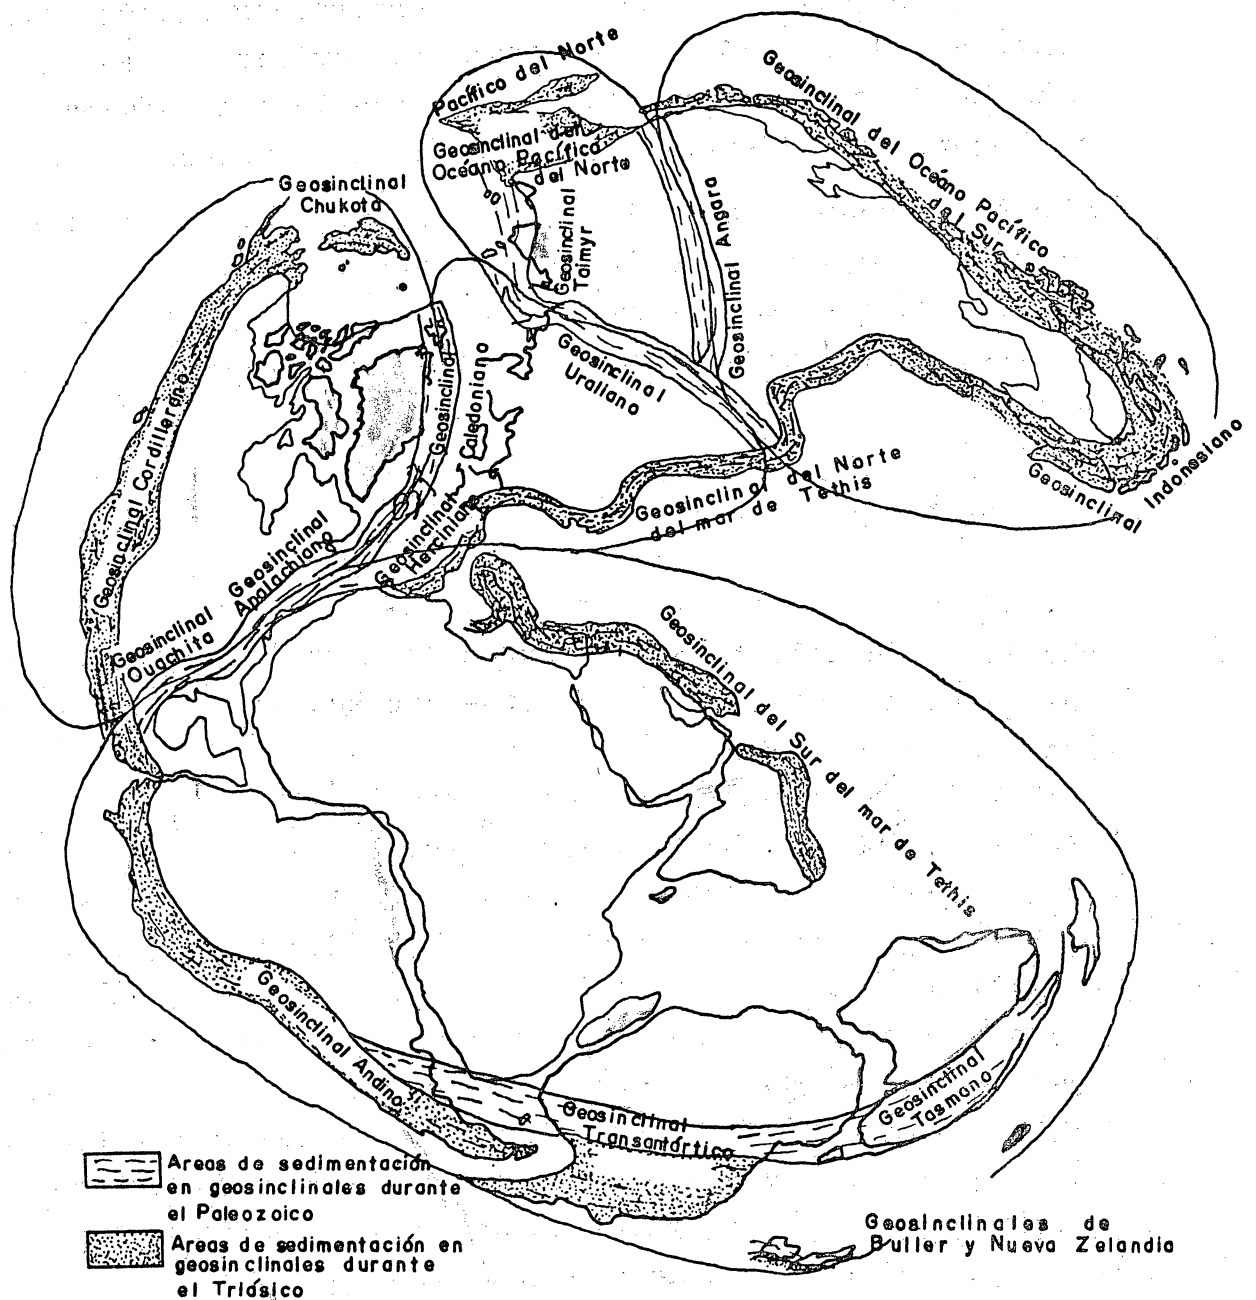 Pacífico del Norte
Geosinclinal del
Océano Pacífico
del Norte
Geosinclinal del Océano Pacífico
del Sur
Geosinclinal
Chukota
Geosinclinal
Taimyr
Geosinclinal Angara
Geosinclinal
Uraliano
Geosinclinal
Caledoniano
Geosinclinal Cordillerano
Geosinclinal del Norte
del mar de Tethis
Geosinclinal
Indonesiano
Geosinclinal
Herciniano
Geosinclinal
Apalachiano
Geosinclinal
Ouachita
Geosinclinal del Sur del mar de Tethis
Geosinclinal Andino
Geosinclinal
Transantártico
Geosinclinal
Tasmano
Areas de sedimentación
en geosinclinales durante
el Paleozoico
Areas de sedimentación en
geosinclinales durante
el Triásico
Geosinclinales de
Buller y Nueva Zelandia